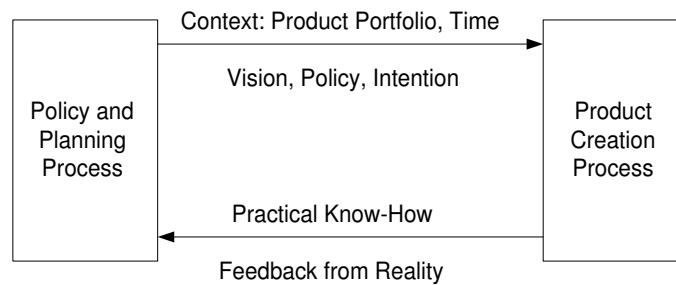 Context: Product Portfolio, Time
Vision, Policy, Intention
Policy and
Planning
Process
Product
Creation
Process
Practical Know-How
Feedback from Reality